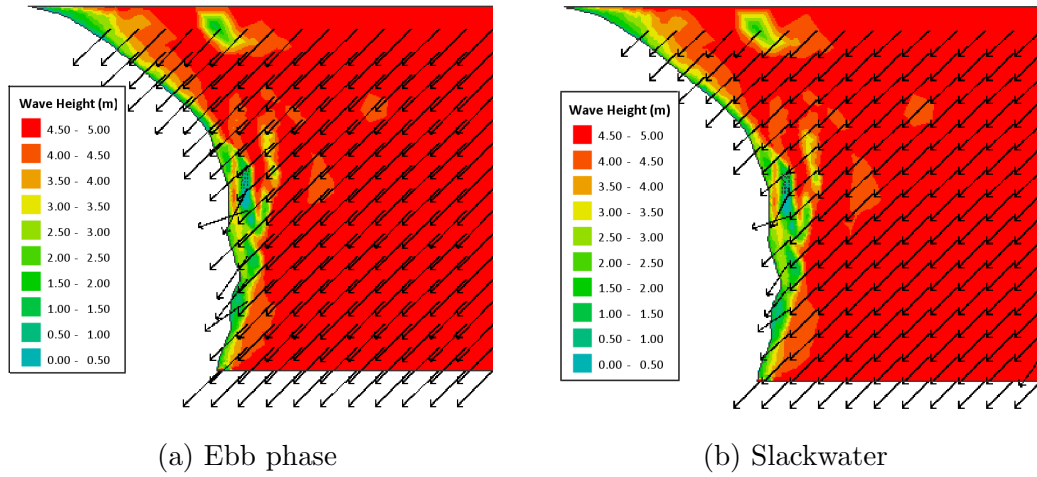 Wave Height (m)
4.50 - 5.00
4.00 - 4.50
3.50 - 4.00
3.00 - 3.50
2.50 - 3.00
2.00 - 2.50
1.50 - 2.00
1.00 - 1.50
0.50 - 1.00
0.00 - 0.50
(a) Ebb phase
Wave Height (m)
4.50 - 5.00
4.00 - 4.50
3.50 - 4.00
3.00 - 3.50
2.50 - 3.00
2.00 - 2.50
1.50 - 2.00
1.00 - 1.50
0.50 - 1.00
0.00 - 0.50
(b) Slackwater